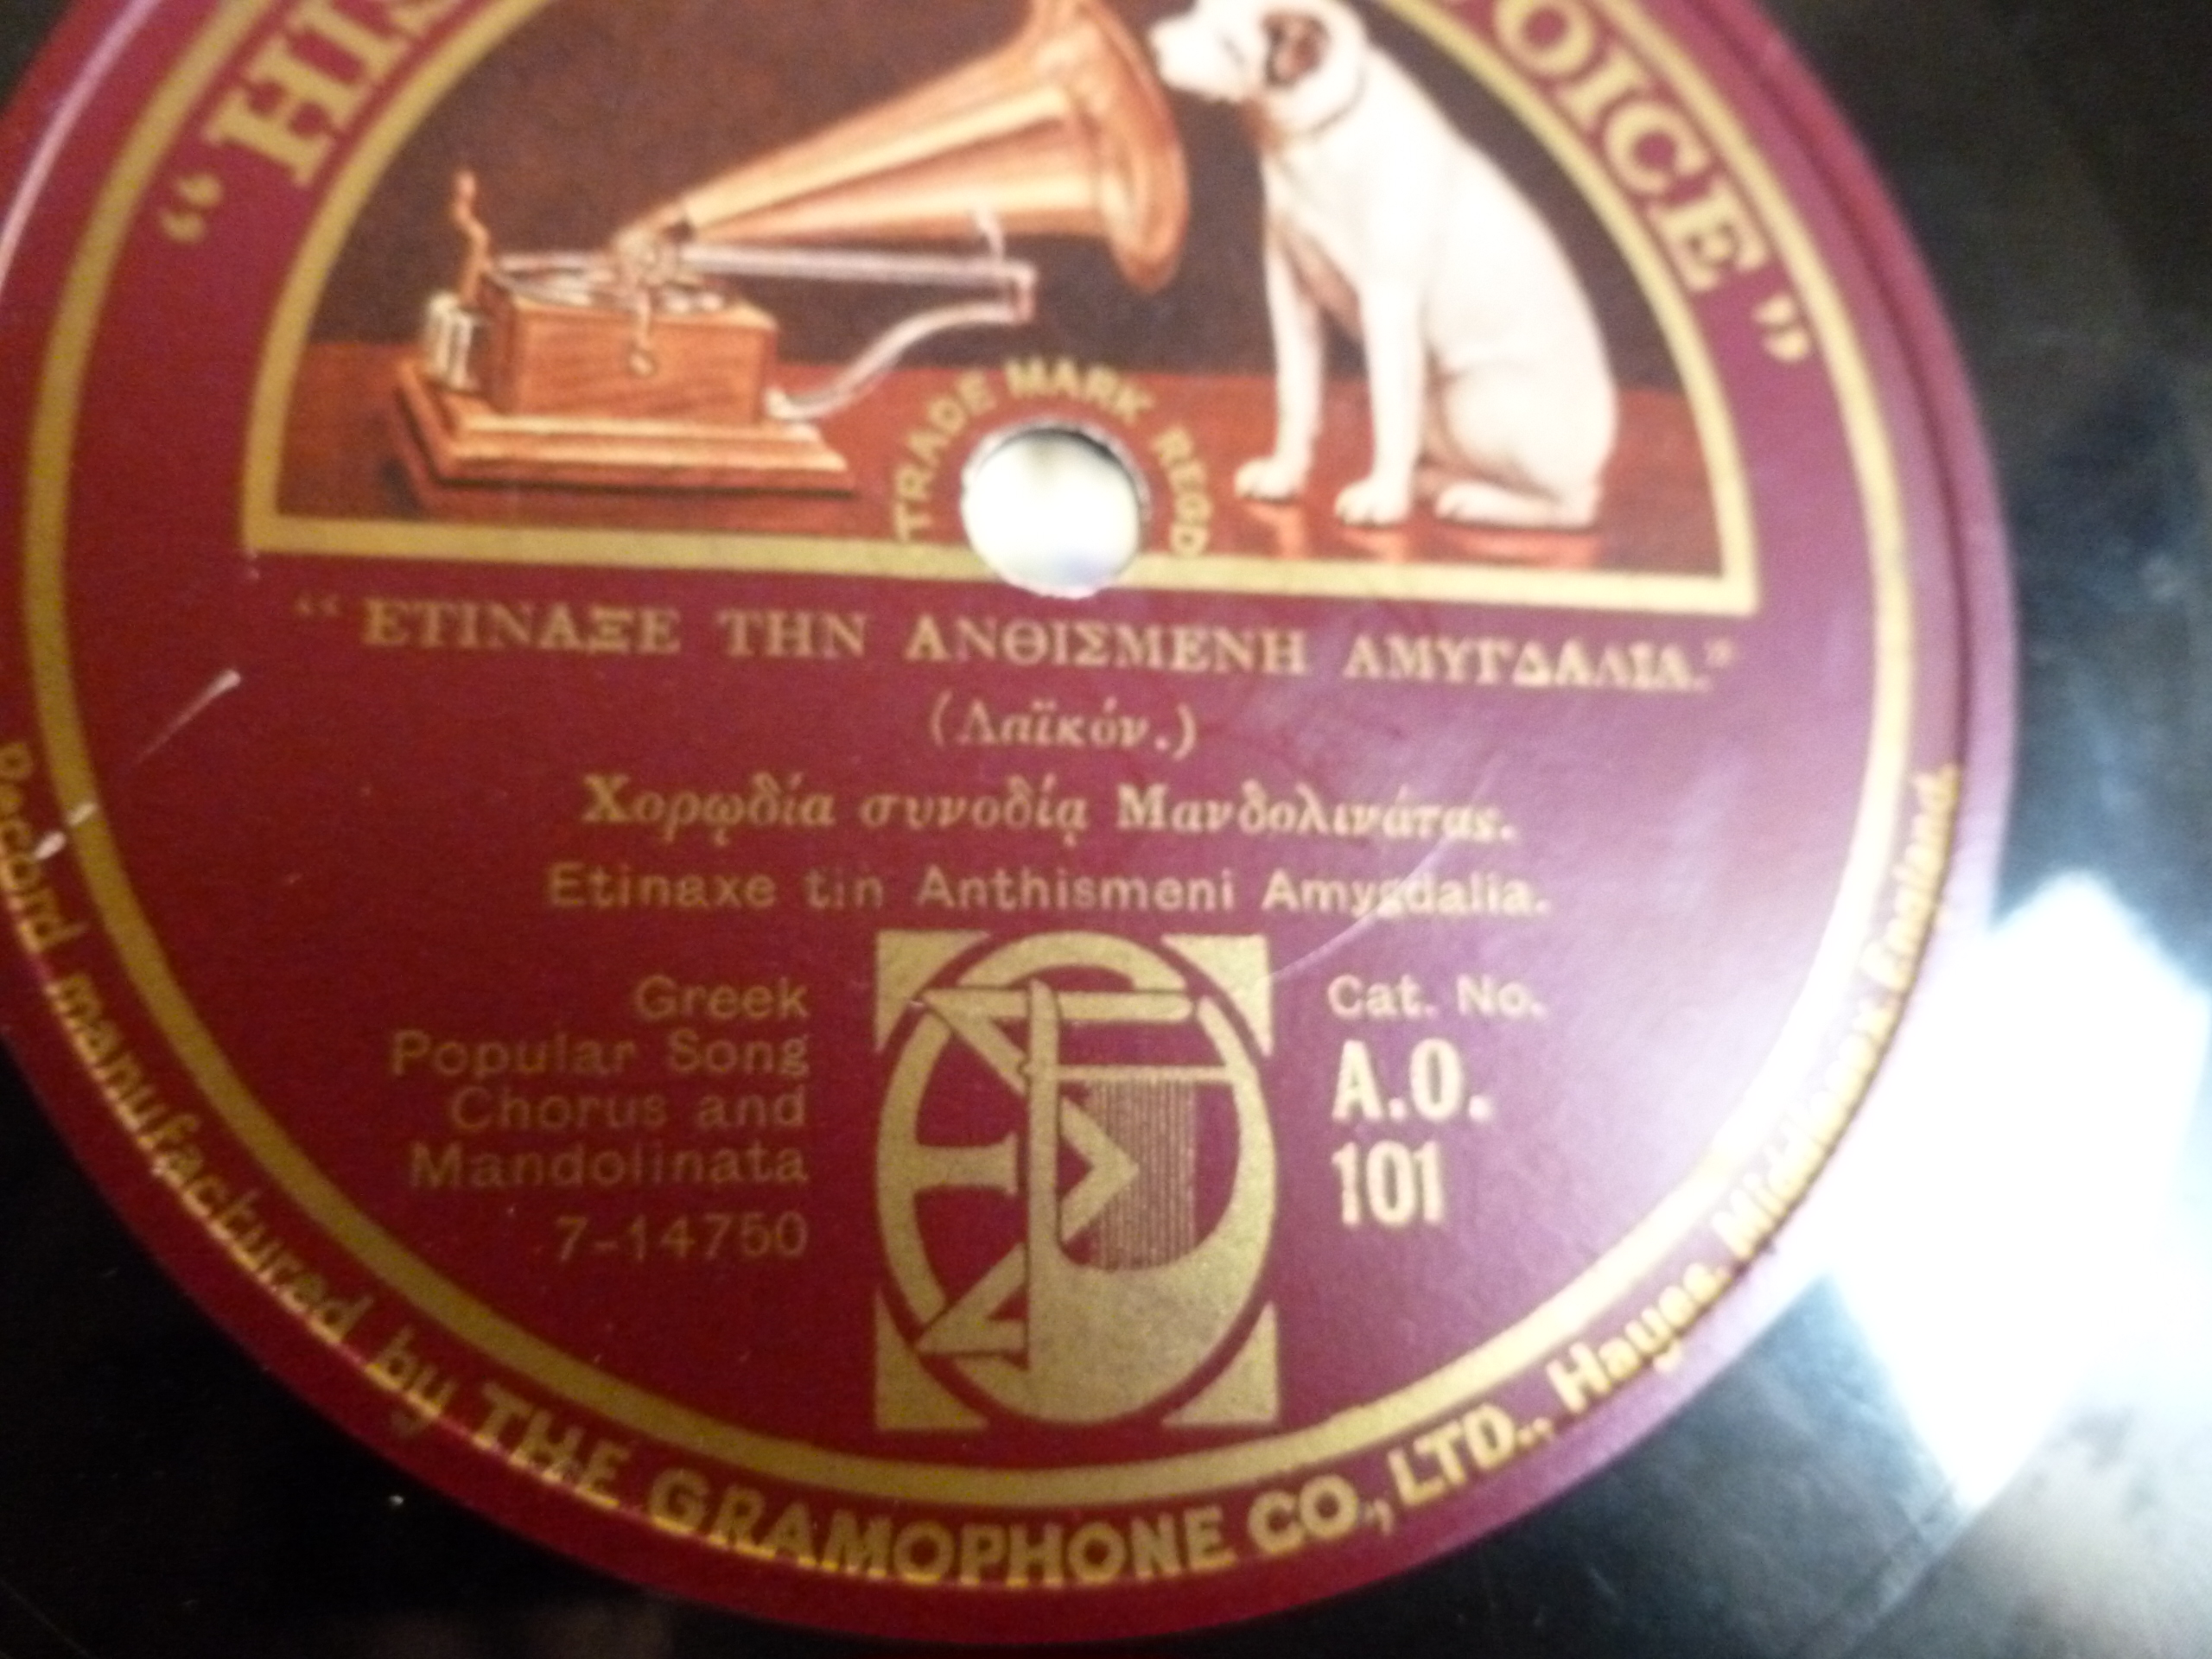 “HIS VOICE”
TRADE MARK REGD
“ ΕΤΙΝΑΞΕ ΤΗΝ ΑΝΘΙΣΜΕΝΗ ΑΜΥΓΔΑΛΙΑ.”
(Λαϊκόν.)
Χορῳδία συνοδίᾳ Μανδολινάτας.
Etinaxe tin Anthismeni Amygdalia.
Greek
Popular Song
Chorus and
Mandolinata
7-14750
Cat. No.
A.O.
101
Record manufactured by THE GRAMOPHONE CO., LTD., Hayes, Middlesex, England.